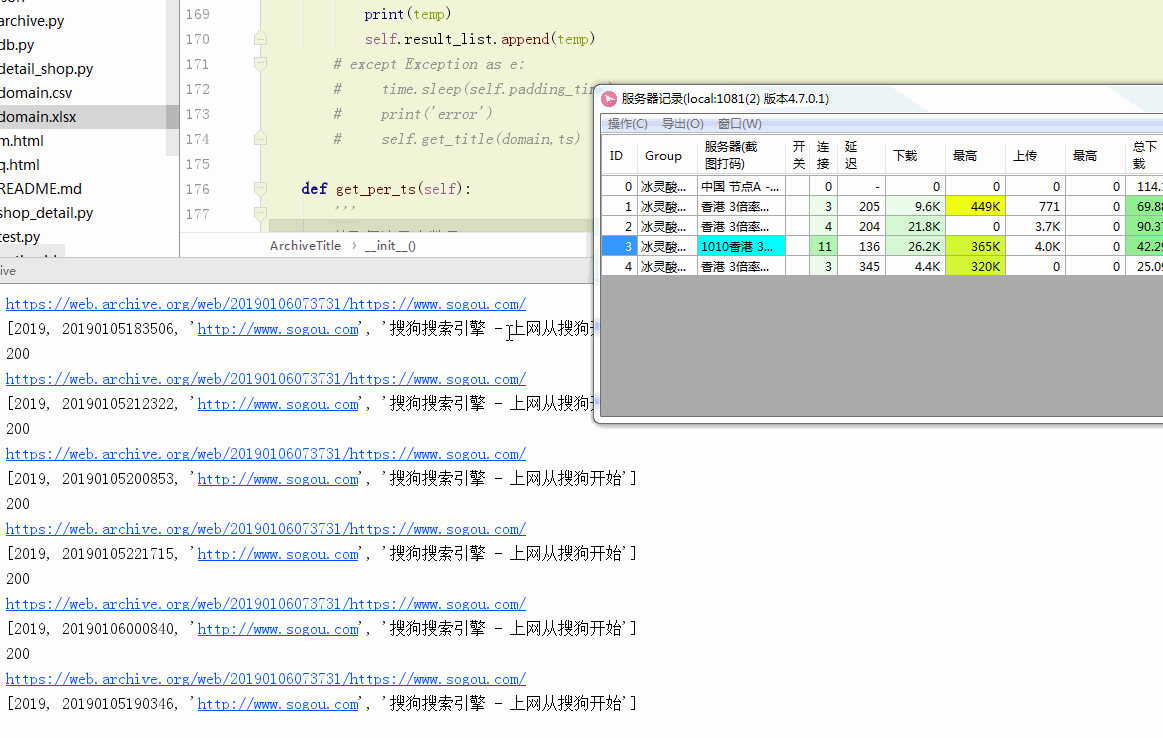 archive.py
db.py
detail_shop.py
domain.csv
domain.xlsx
m.html
q.html
README.md
shop_detail.py
test.py
169 print(temp)
170 self.result_list.append(temp)
171 # except Exception as e:
172 # time.sleep(self.padding_time)
173 # print('error')
174 # self.get_title(domain,ts)
175
176 def get_per_ts(self):
177 '''
ArchiveTitle › __init__()
ive
服务器记录(local:1081(2) 版本4.7.0.1)
操作(C) 导出(O) 窗口(W)
ID Group 服务器(截图打码) 开关 连接 延迟 下载 最高 上传 最高 总下载
0 冰灵酸... 中国 节点A -... 0 - 0 0 0 0 114.
1 冰灵酸... 香港 3倍率... 3 205 9.6K 449K 771 0 69.8
2 冰灵酸... 香港 3倍率... 4 204 21.8K 0 3.7K 0 90.3
3 冰灵酸... 1010香港 3... 11 136 26.2K 365K 4.0K 0 42.2
4 冰灵酸... 香港 3倍率... 3 345 4.4K 320K 0 0 25.0
https://web.archive.org/web/20190106073731/https://www.sogou.com/
[2019, 20190105183506, 'http://www.sogou.com', '搜狗搜索引擎 - 上网从搜狗
200
https://web.archive.org/web/20190106073731/https://www.sogou.com/
[2019, 20190105212322, 'http://www.sogou.com', '搜狗搜索引擎 - 上网从搜狗
200
https://web.archive.org/web/20190106073731/https://www.sogou.com/
[2019, 20190105200853, 'http://www.sogou.com', '搜狗搜索引擎 - 上网从搜狗开始']
200
https://web.archive.org/web/20190106073731/https://www.sogou.com/
[2019, 20190105221715, 'http://www.sogou.com', '搜狗搜索引擎 - 上网从搜狗开始']
200
https://web.archive.org/web/20190106073731/https://www.sogou.com/
[2019, 20190106000840, 'http://www.sogou.com', '搜狗搜索引擎 - 上网从搜狗开始']
200
https://web.archive.org/web/20190106073731/https://www.sogou.com/
[2019, 20190105190346, 'http://www.sogou.com', '搜狗搜索引擎 - 上网从搜狗开始']